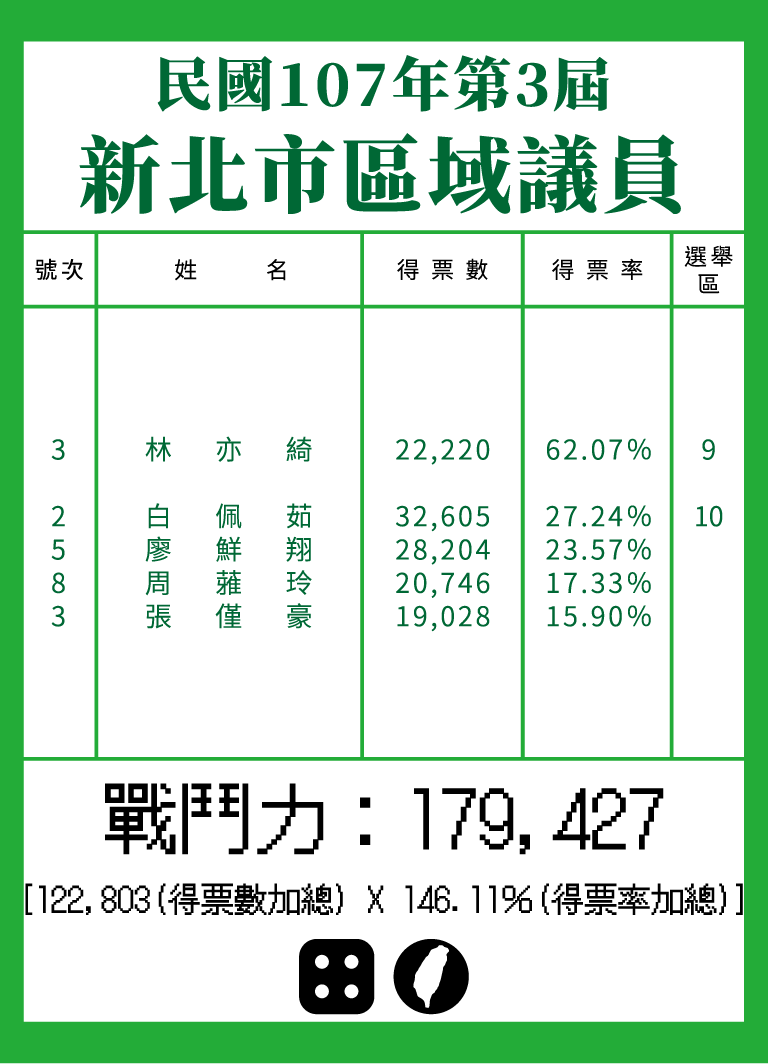 民國107年第3屆
新北市區域議員
號次 姓名 得票數 得票率 選舉區
3 林亦綺 22,220 62.07% 9
2 白佩茹 32,605 27.24% 10
5 廖鮮翔 28,204 23.57%
8 周蕥玲 20,746 17.33%
3 張僅豪 19,028 15.90%
戰鬥力：179,427
[122,803(得票數加總) X 146.11%(得票率加總)]